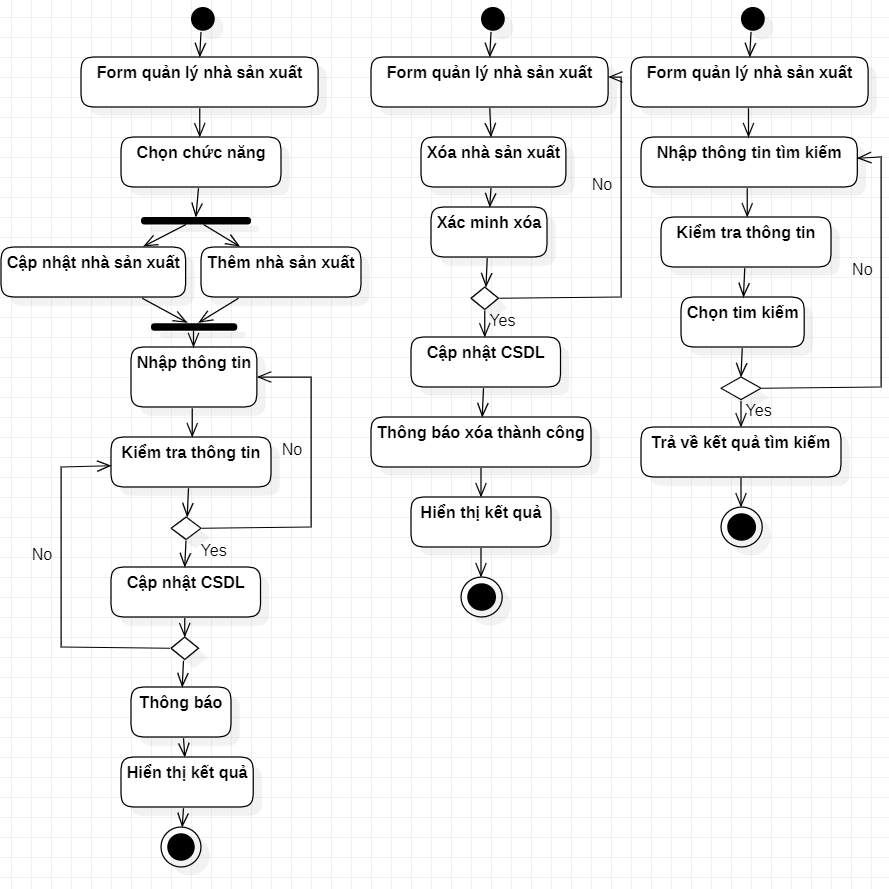 Form quản lý nhà sản xuất
Chọn chức năng
Cập nhật nhà sản xuất
Thêm nhà sản xuất
Nhập thông tin
Kiểm tra thông tin
No
No
Yes
Cập nhật CSDL
Thông báo
Hiển thị kết quả
Form quản lý nhà sản xuất
Xóa nhà sản xuất
No
Xác minh xóa
Yes
Cập nhật CSDL
Thông báo xóa thành công
Hiển thị kết quả
Form quản lý nhà sản xuất
Nhập thông tin tìm kiếm
Kiểm tra thông tin
No
Chọn tim kiếm
Yes
Trả về kết quả tìm kiếm